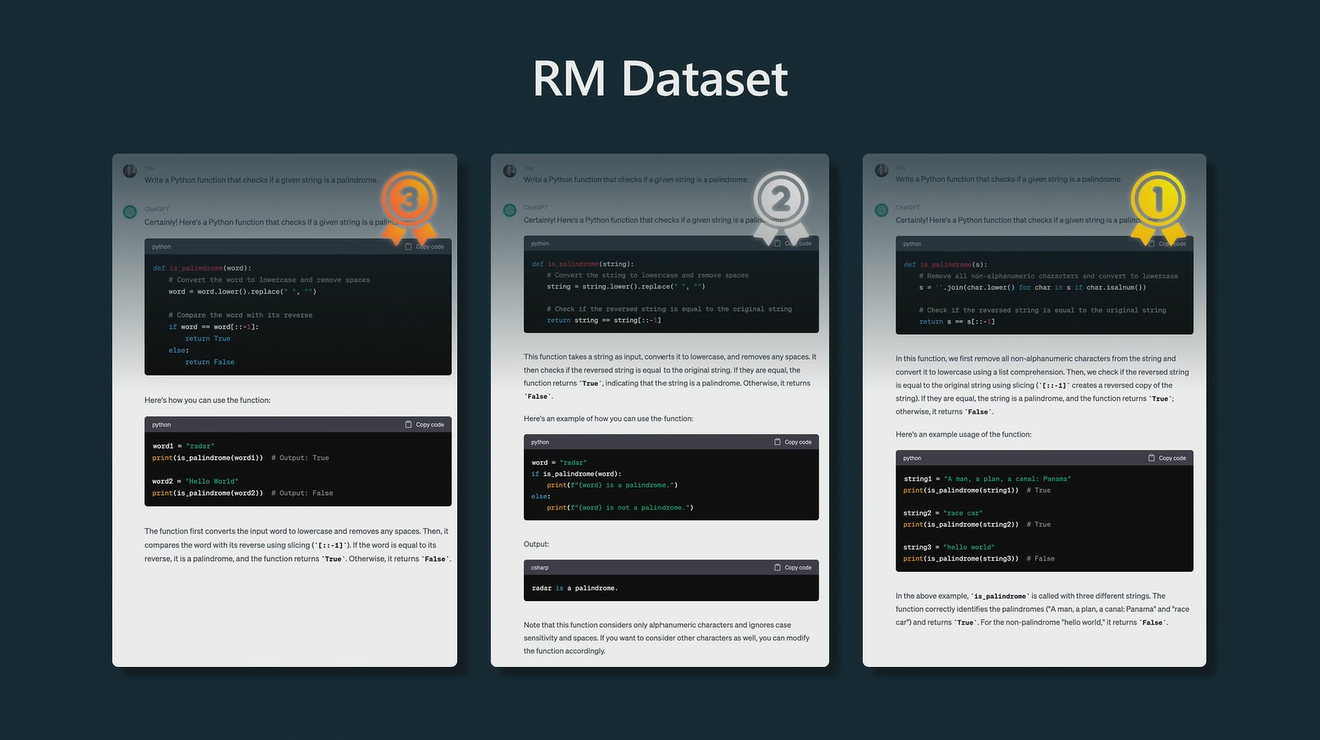 RM Dataset
3
You
Write a Python function that checks if a given string is a palindrome.
ChatGPT
Certainly! Here's a Python function that checks if a given string is a
python
Copy code
def is_palindrome(word):
# Convert the word to lowercase and remove spaces
word = word.lower().replace(" ", "")
# Compare the word with its reverse
if word == word[::-1]:
return True
else:
return False
Here's how you can use the function:
python
Copy code
word1 = "radar"
print(is_palindrome(word1))  # Output: True
word2 = "Hello World"
print(is_palindrome(word2))  # Output: False
The function first converts the input word to lowercase and removes any spaces. Then, it
compares the word with its reverse using slicing (`[::-1]`). If the word is equal to its
reverse, it is a palindrome, and the function returns `True`. Otherwise, it returns `False`.
2
Write a Python function that checks if a given string is a palindrome.
Certainly! Here's a Python function that checks if a given string is a
python
Copy code
def is_palindrome(string):
# Convert the string to lowercase and remove spaces
string = string.lower().replace(" ", "")
# Check if the reversed string is equal to the original string
return string == string[::-1]
This function takes a string as input, converts it to lowercase, and removes any spaces. It
then checks if the reversed string is equal to the original string. If they are equal, the
function returns `True`, indicating that the string is a palindrome. Otherwise, it returns
`False`.
Here's an example of how you can use the function:
python
Copy code
word = "radar"
if is_palindrome(word):
print(f"{word} is a palindrome.")
else:
print(f"{word} is not a palindrome.")
Output:
csharp
Copy code
radar is a palindrome.
Note that this function considers only alphanumeric characters and ignores case
sensitivity and spaces. If you want to consider other characters as well, you can modify
the function accordingly.
1
Write a Python function that checks if a given string is a palindrome.
Certainly! Here's a Python function that checks if a given string is a
python
Copy code
def is_palindrome(s):
# Remove all non-alphanumeric characters and convert to lowercase
s = ''.join(char.lower() for char in s if char.isalnum())
# Check if the reversed string is equal to the original string
return s == s[::-1]
In this function, we first remove all non-alphanumeric characters from the string and
convert it to lowercase using a list comprehension. Then, we check if the reversed string
is equal to the original string using slicing (`[::-1]` creates a reversed copy of the
string). If they are equal, the string is a palindrome, and the function returns `True`;
otherwise, it returns `False`.
Here's an example usage of the function:
python
Copy code
string1 = "A man, a plan, a canal: Panama"
print(is_palindrome(string1))  # True
string2 = "race car"
print(is_palindrome(string2))  # True
string3 = "hello world"
print(is_palindrome(string3))  # False
In the above example, `is_palindrome` is called with three different strings. The
function correctly identifies the palindromes ("A man, a plan, a canal: Panama" and "race
car") and returns `True`. For the non-palindrome "hello world," it returns `False`.